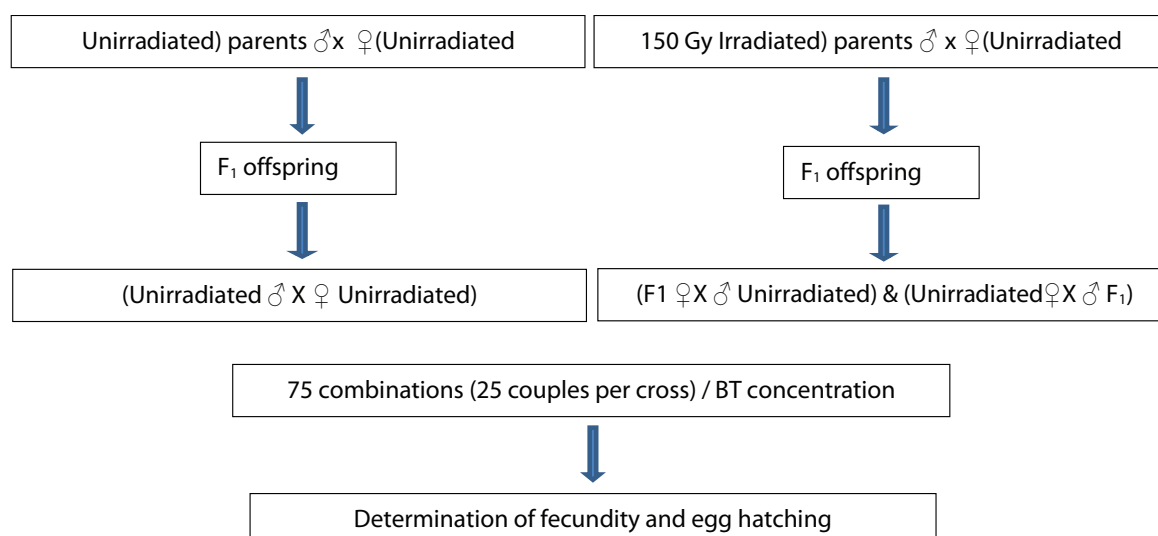 Unirradiated) parents ♂x ♀(Unirradiated
150 Gy Irradiated) parents ♂ x ♀(Unirradiated
F₁ offspring
F₁ offspring
(Unirradiated ♂ X ♀ Unirradiated)
(F1 ♀X ♂ Unirradiated) & (Unirradiated♀X ♂ F₁)
75 combinations (25 couples per cross) / BT concentration
Determination of fecundity and egg hatching